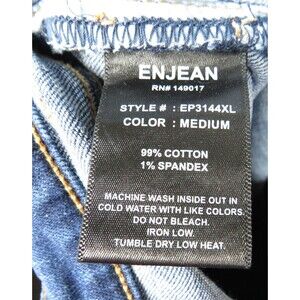 ENJEAN
RN# 149017
STYLE # : EP3144XL
COLOR : MEDIUM
99% COTTON
1% SPANDEX
MACHINE WASH INSIDE OUT IN
COLD WATER WITH LIKE COLORS.
DO NOT BLEACH.
IRON LOW.
TUMBLE DRY LOW HEAT.